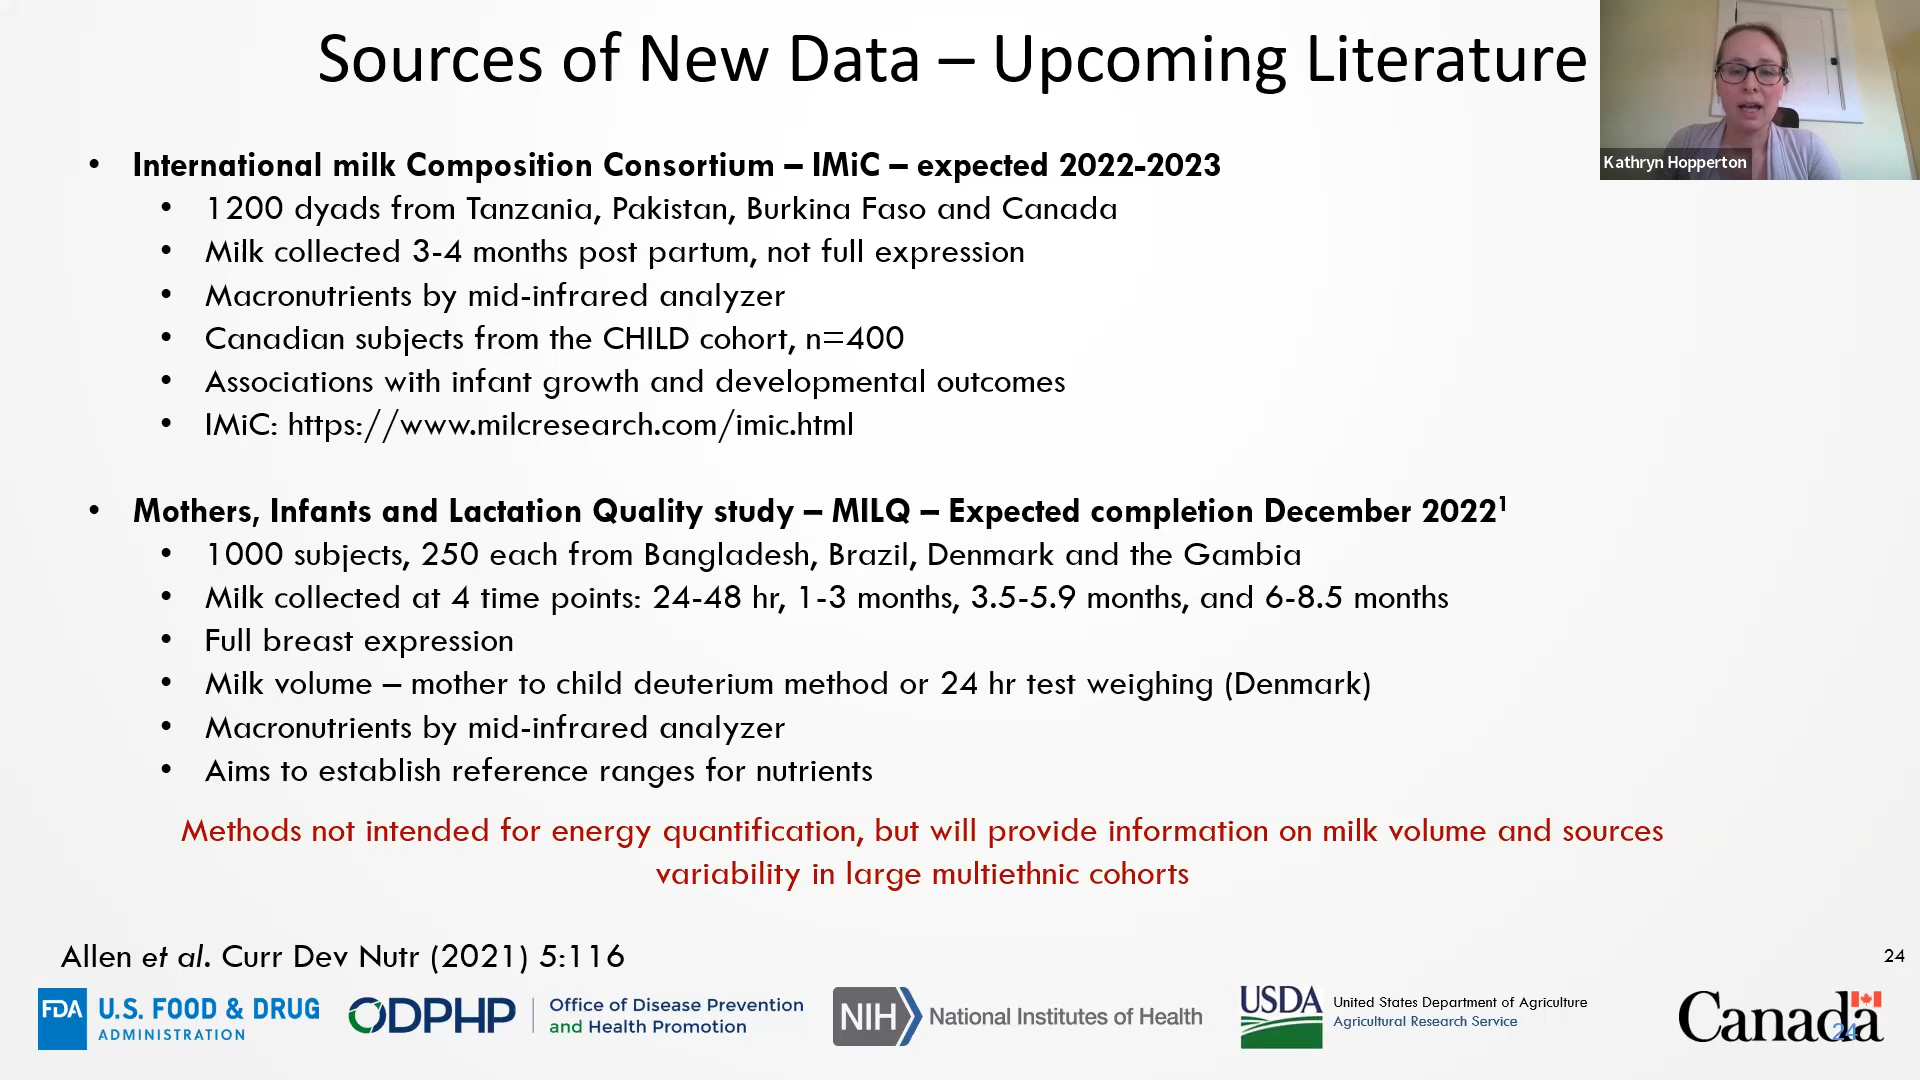 Sources of New Data – Upcoming Literature
Kathryn Hopperton
• International milk Composition Consortium – IMiC – expected 2022-2023
• 1200 dyads from Tanzania, Pakistan, Burkina Faso and Canada
• Milk collected 3-4 months post partum, not full expression
• Macronutrients by mid-infrared analyzer
• Canadian subjects from the CHILD cohort, n=400
• Associations with infant growth and developmental outcomes
• IMiC: https://www.milcresearch.com/imic.html
• Mothers, Infants and Lactation Quality study – MILQ – Expected completion December 2022¹
• 1000 subjects, 250 each from Bangladesh, Brazil, Denmark and the Gambia
• Milk collected at 4 time points: 24-48 hr, 1-3 months, 3.5-5.9 months, and 6-8.5 months
• Full breast expression
• Milk volume – mother to child deuterium method or 24 hr test weighing (Denmark)
• Macronutrients by mid-infrared analyzer
• Aims to establish reference ranges for nutrients
Methods not intended for energy quantification, but will provide information on milk volume and sources
variability in large multiethnic cohorts
Allen et al. Curr Dev Nutr (2021) 5:116
24
FDA U.S. FOOD & DRUG
ADMINISTRATION
ODPHP
Office of Disease Prevention
and Health Promotion
NIH National Institutes of Health
USDA
United States Department of Agriculture
Agricultural Research Service
Canada
24